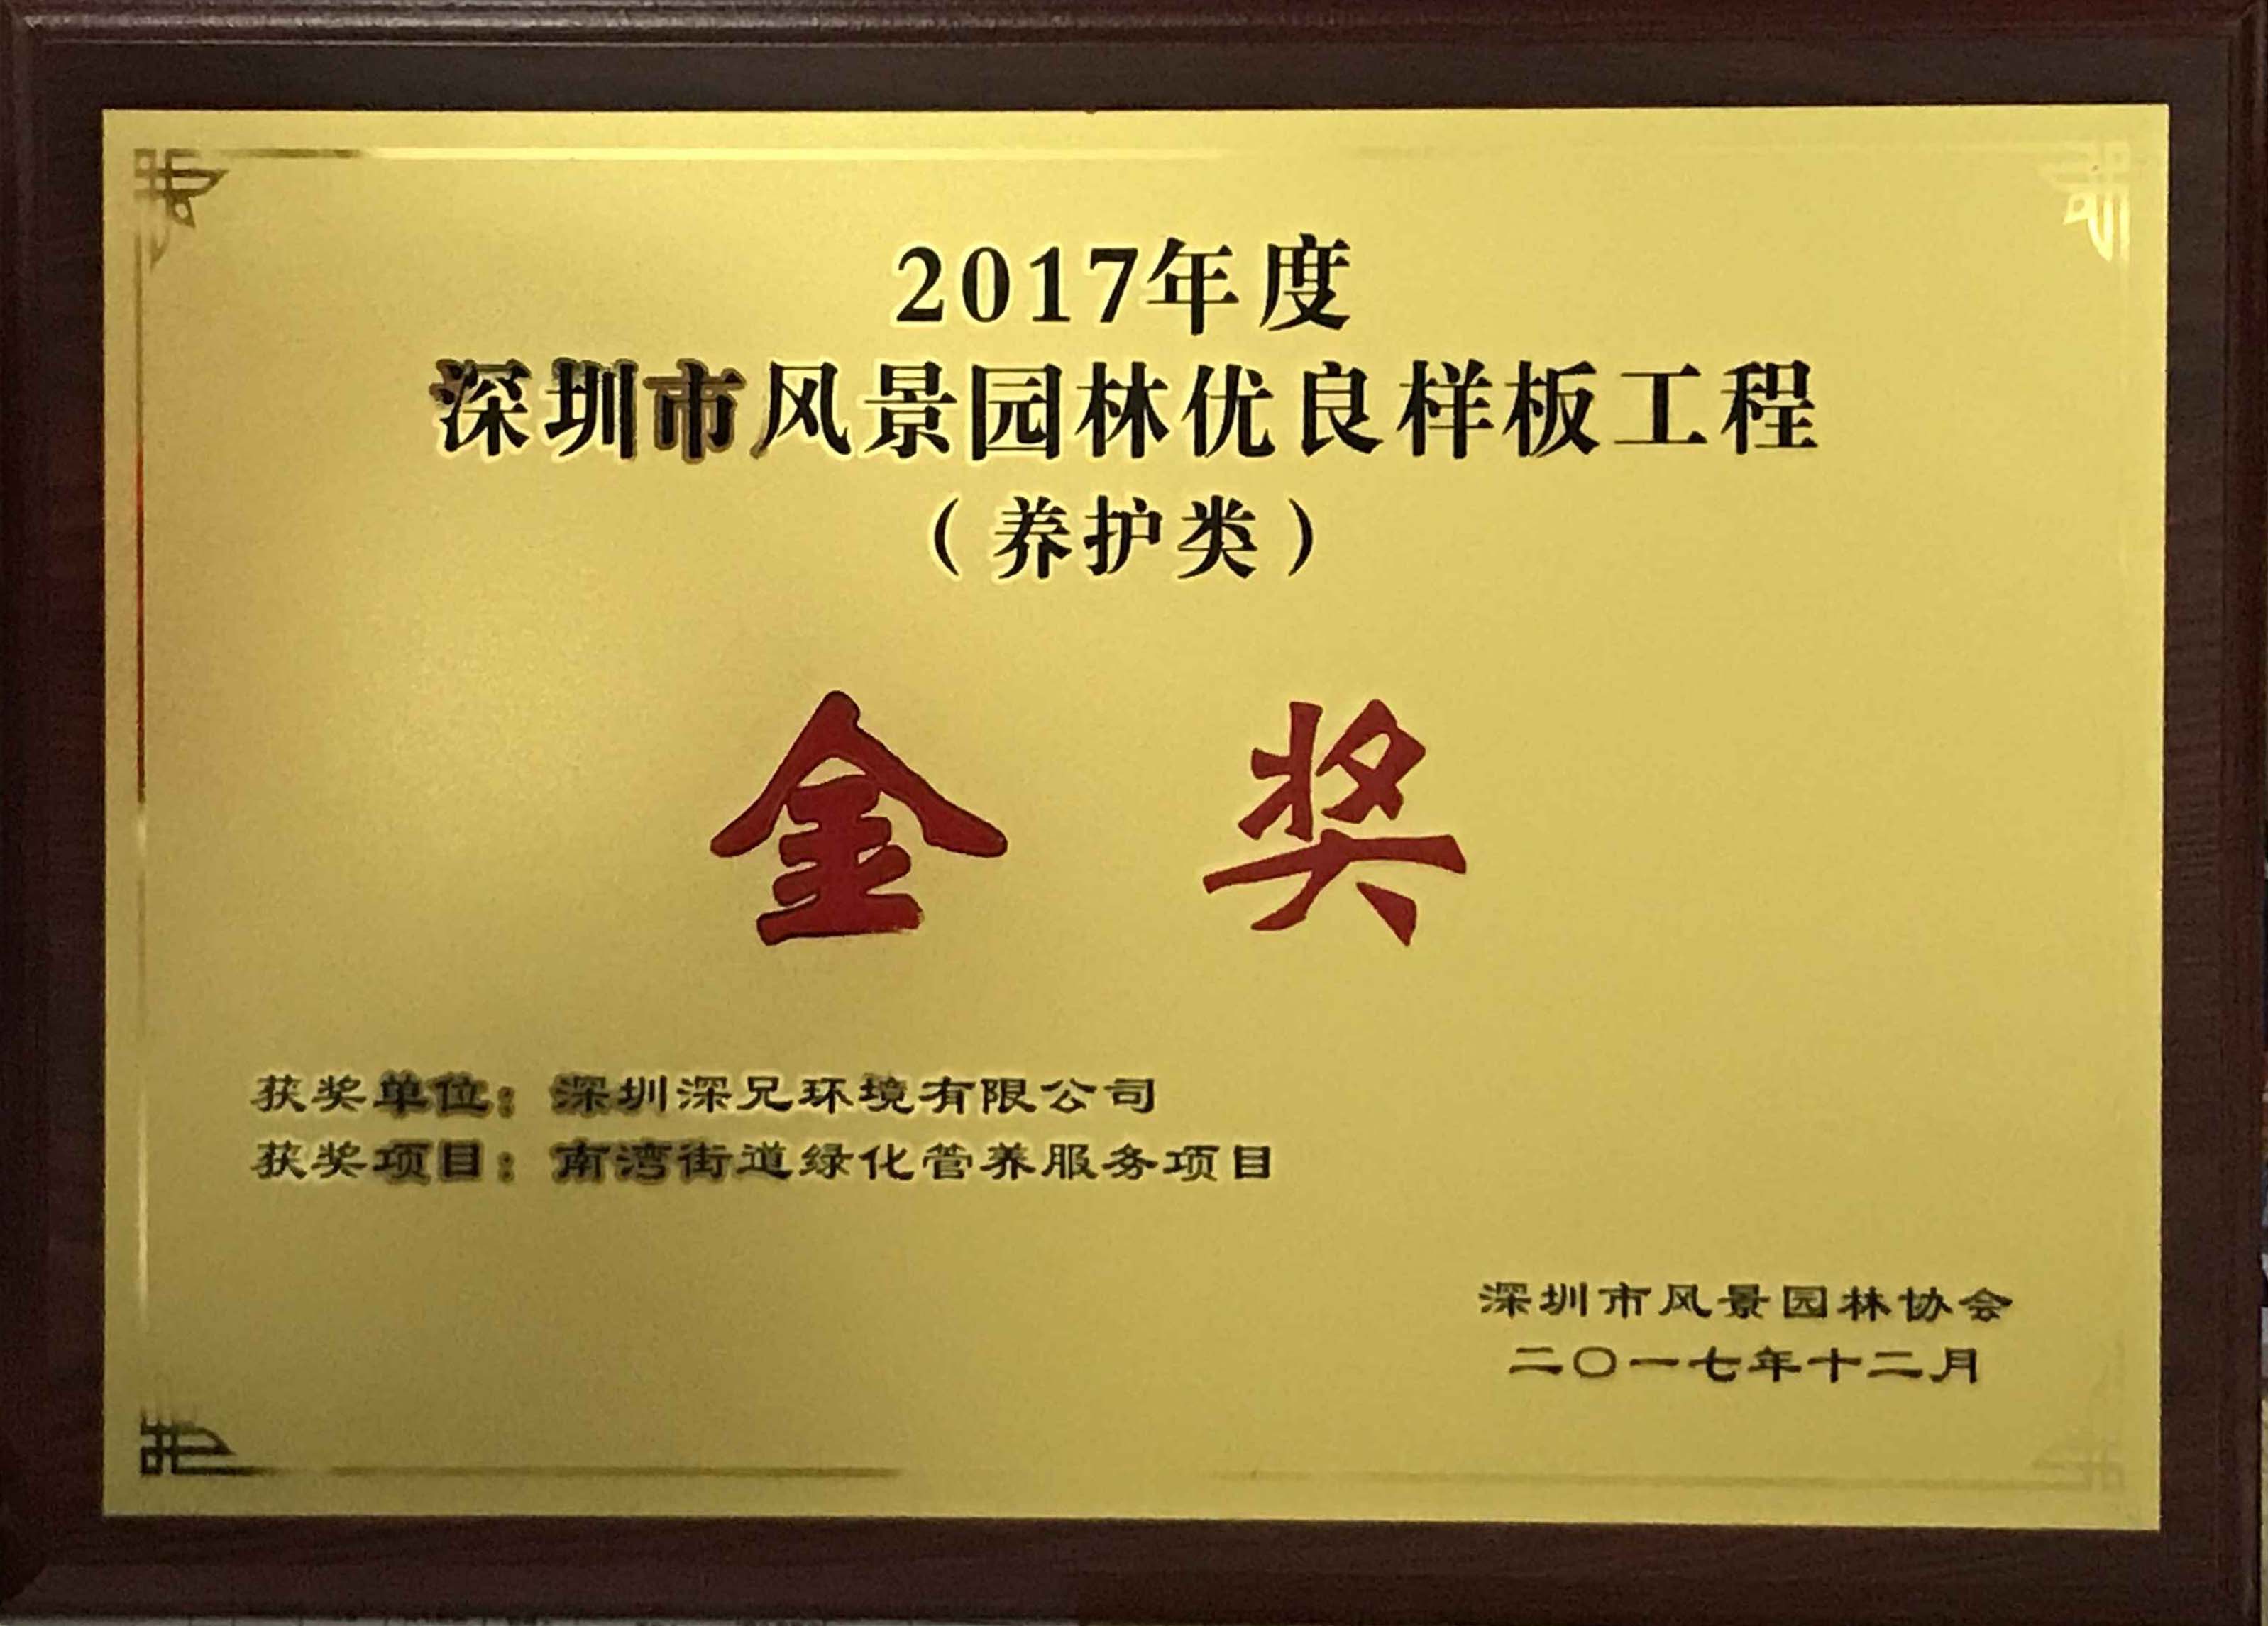 2017年度
深圳市风景园林优良样板工程
（养护类）
金奖
获奖单位：深圳深兄环境有限公司
获奖项目：南湾街道绿化管养服务项目
深圳市风景园林协会
二〇一七年十二月